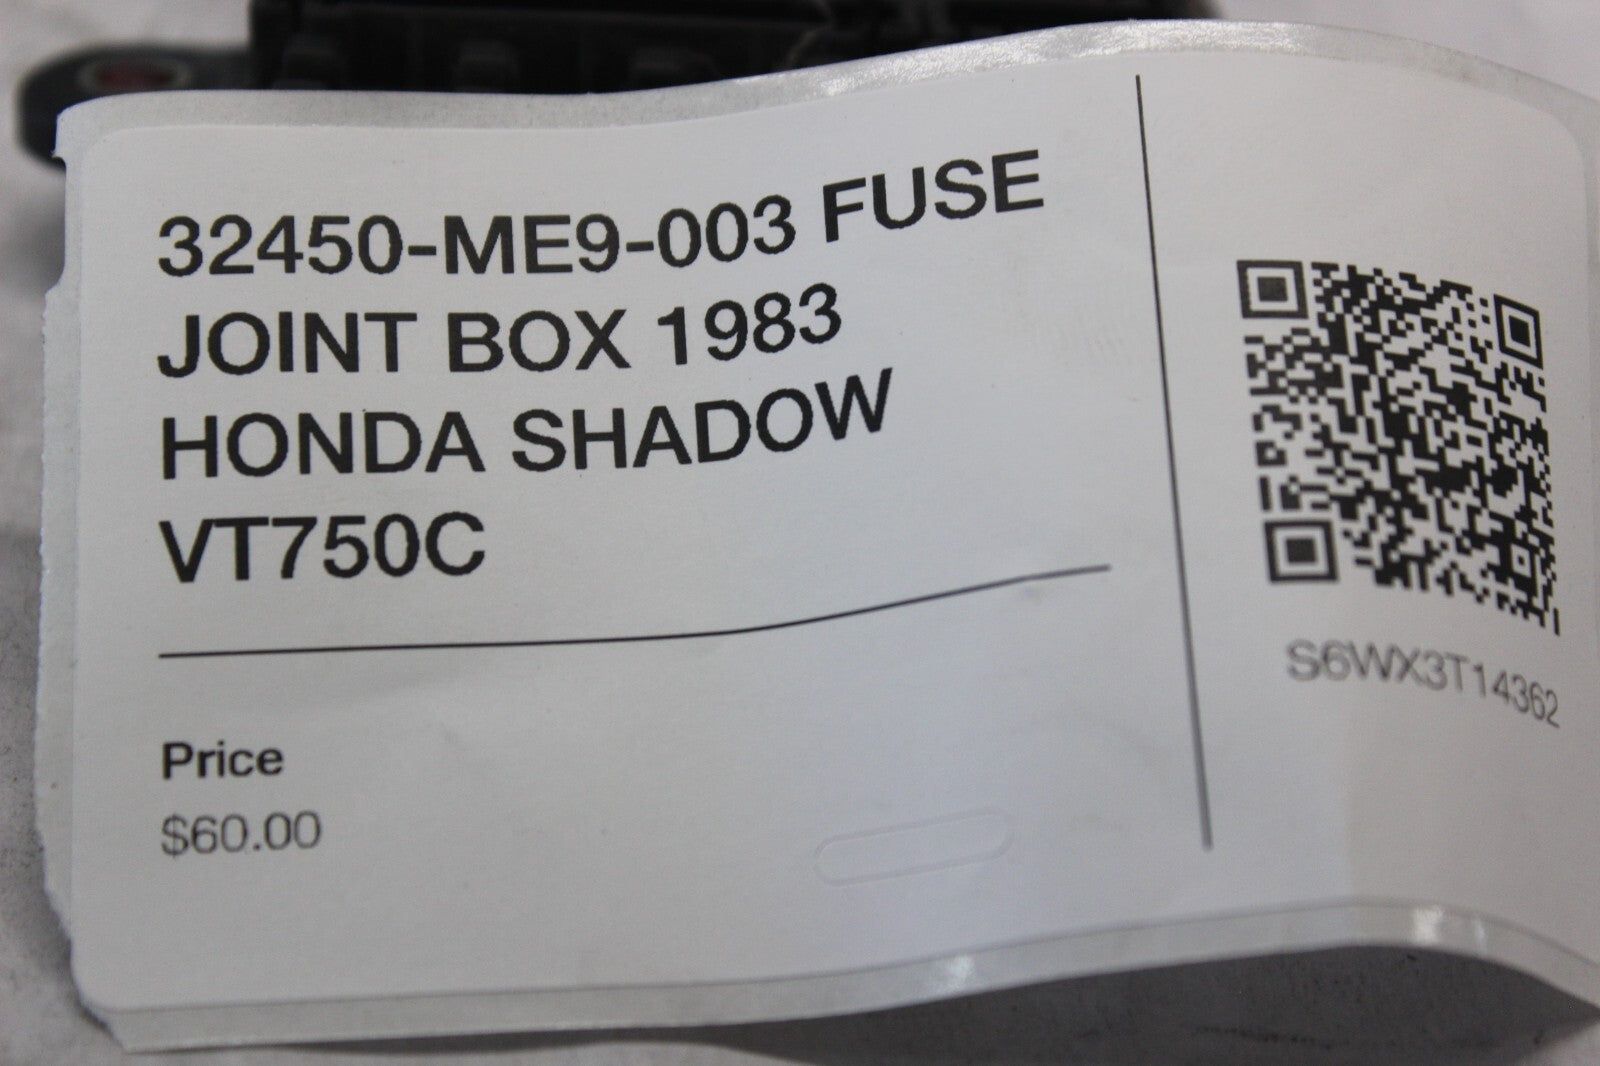 32450-ME9-003 FUSE
JOINT BOX 1983
HONDA SHADOW
VT750C
Price
$60.00
S6WX3T14362